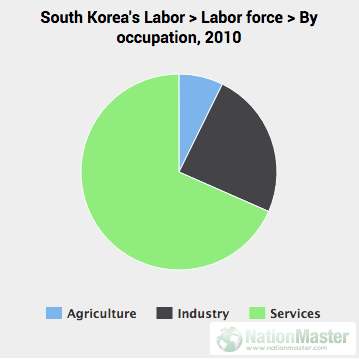 South Korea's Labor > Labor force > By
occupation, 2010
Agriculture
Industry
Services
NationMaster
www.nationmaster.com